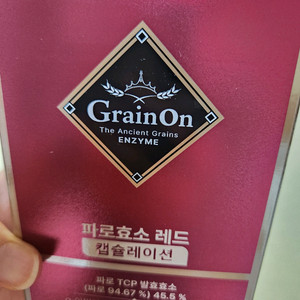 GrainOn
The Ancient Grains
ENZYME
파로효소 레드
캡슐레이션
파로 TCP 발효효소
(파로 94.67 %) 45.5 %